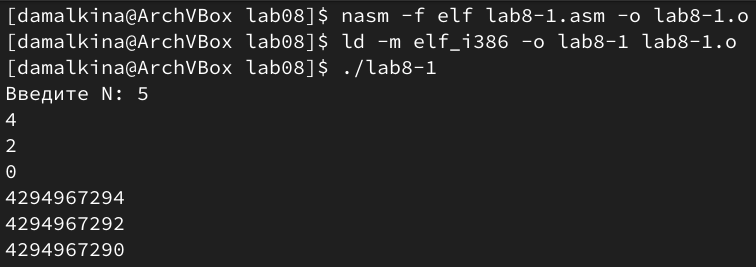 [damalkina@ArchVBox lab08]$ nasm -f elf lab8-1.asm -o lab8-1.o
[damalkina@ArchVBox lab08]$ ld -m elf_i386 -o lab8-1 lab8-1.o
[damalkina@ArchVBox lab08]$ ./lab8-1
Введите N: 5
4
2
0
4294967294
4294967292
4294967290